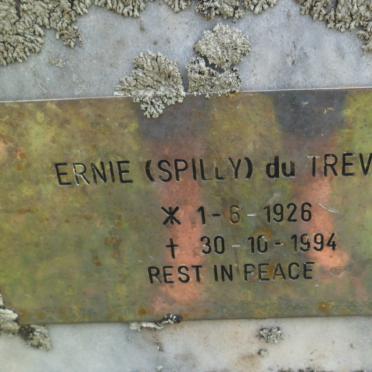 ERNIE (SPILLY) du TREV
ж 1-6-1926
† 30-10-1994
REST IN PEACE